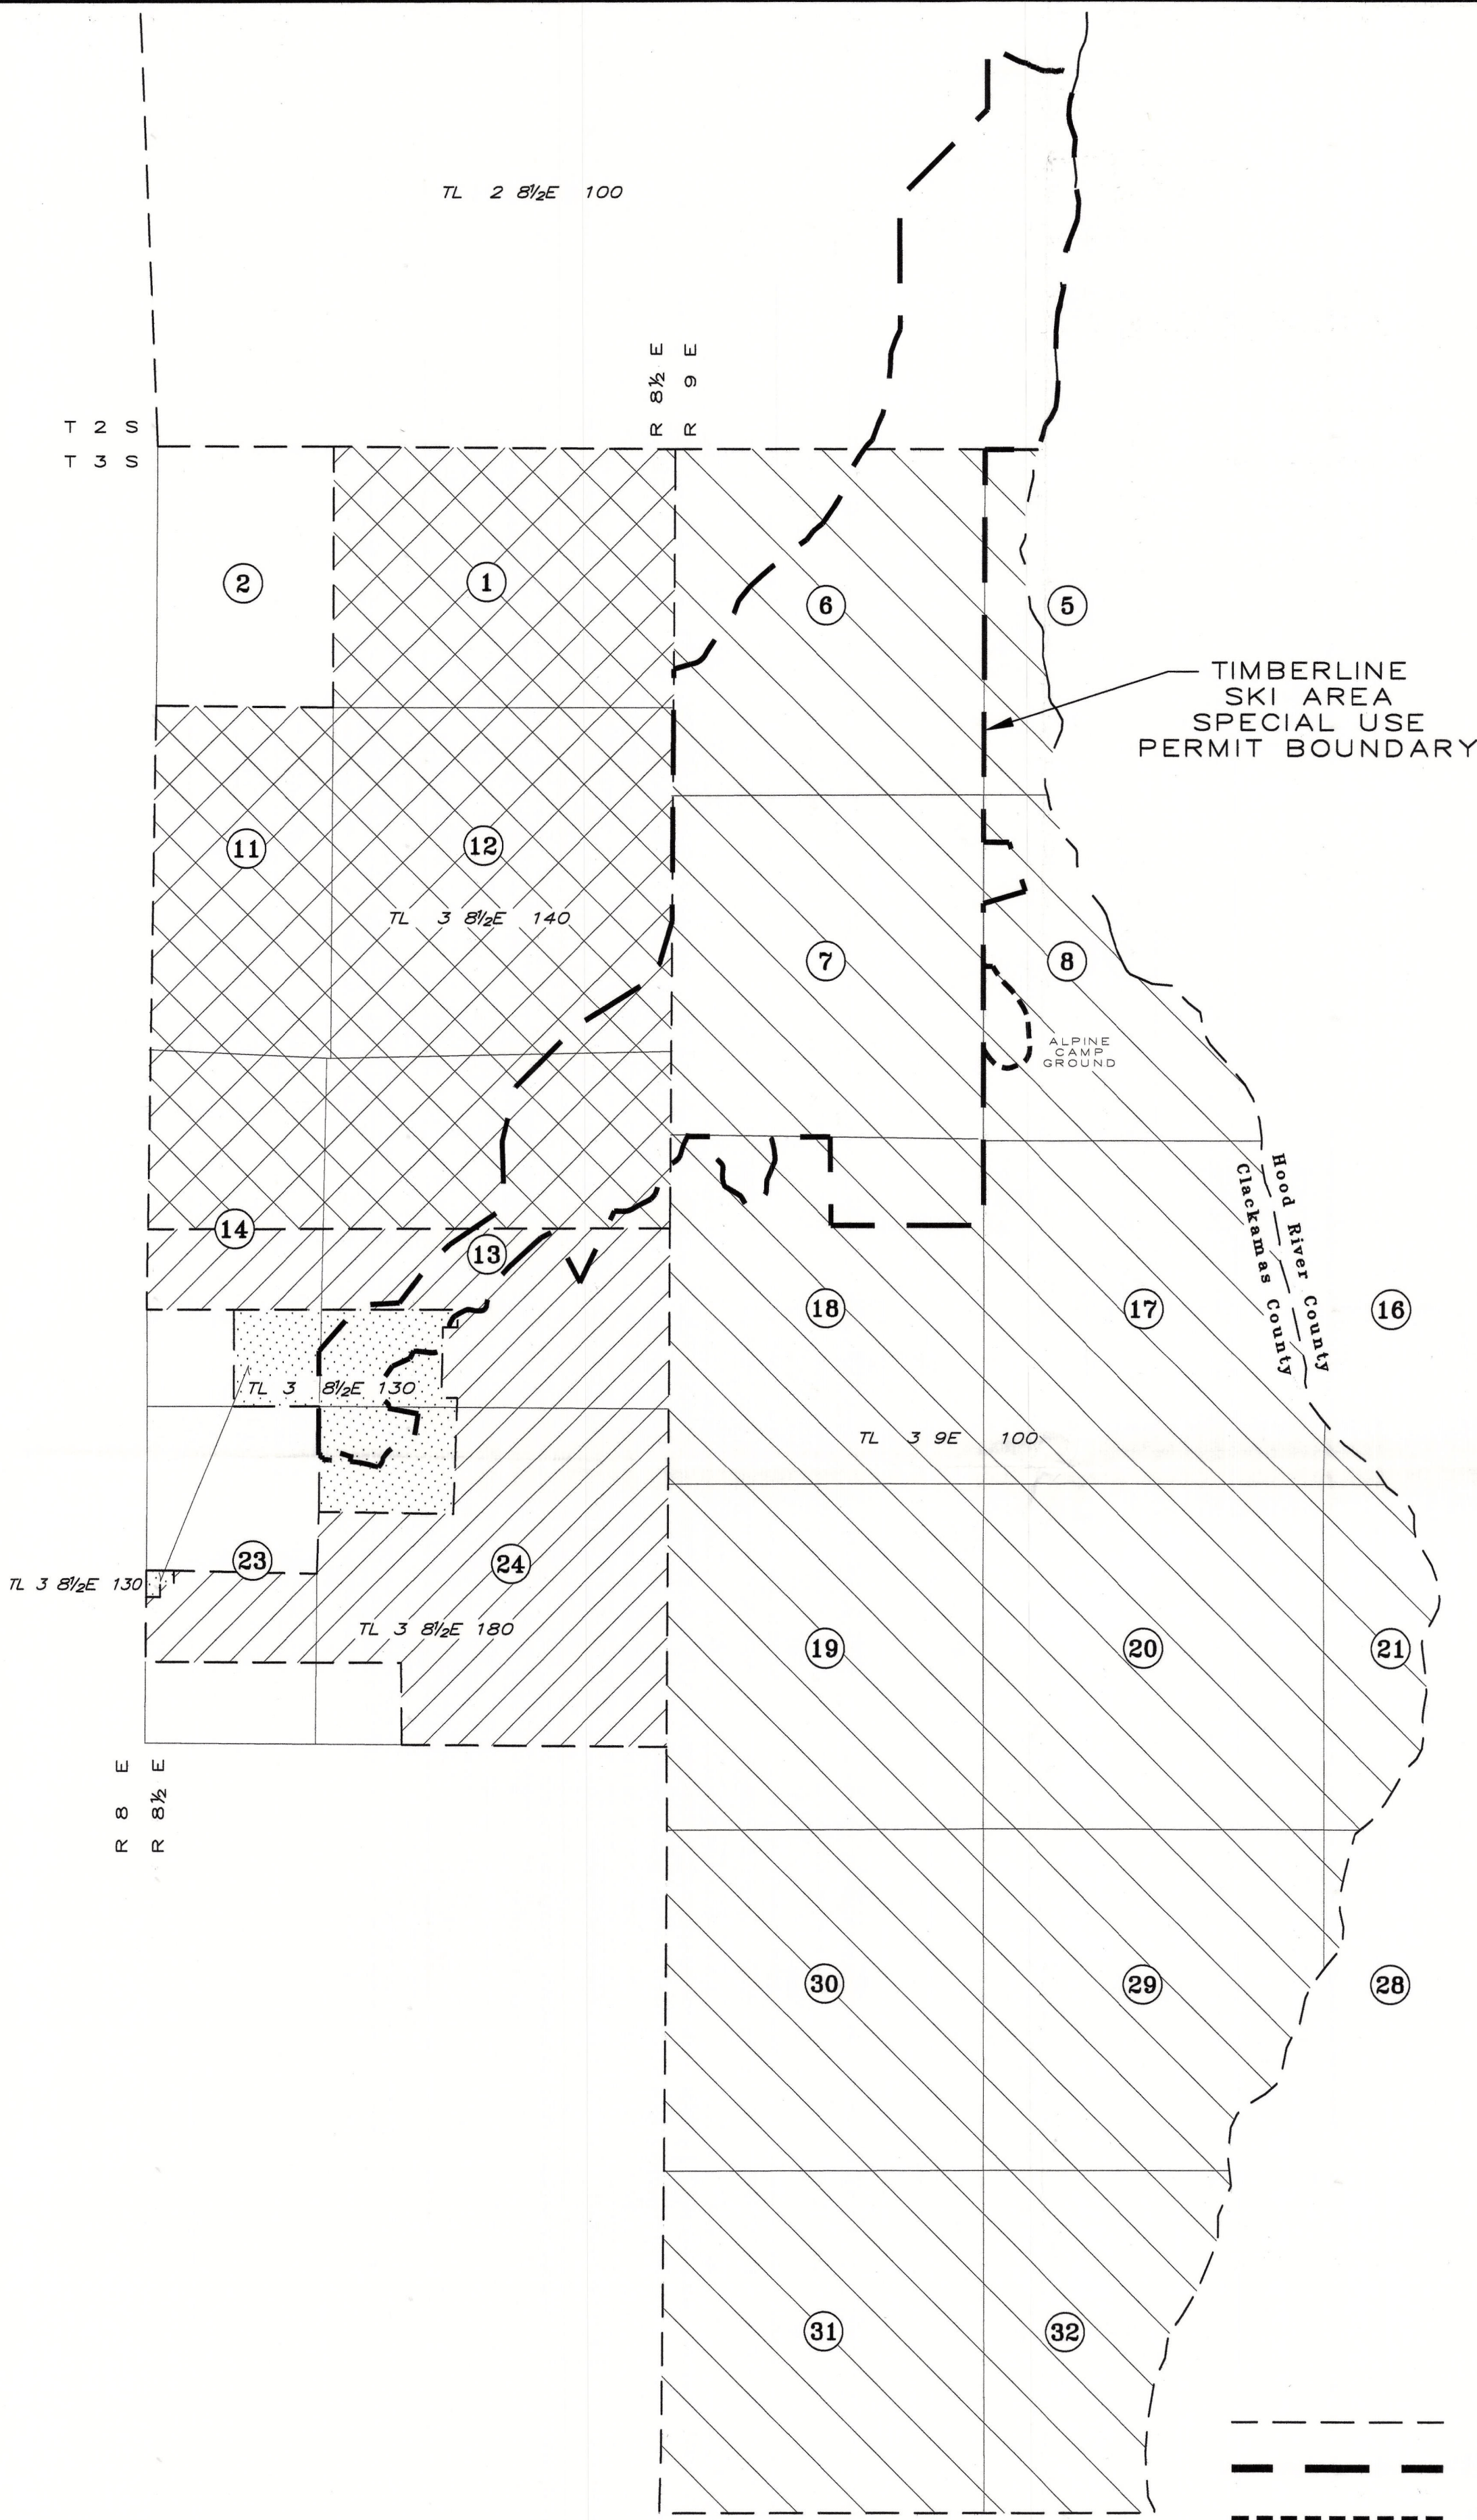 TL 2 8½E 100
R 8½ E
R 9 E
T 2 S
T 3 S
2
1
6
5
TIMBERLINE
SKI AREA
SPECIAL USE
PERMIT BOUNDARY
11
12
TL 3 8½E 140
7
8
ALPINE
CAMP
GROUND
14
13
Hood River County
Clackamas County
18
17
16
TL 3 8½E 130
TL 3 9E 100
23
24
TL 3 8½E 130
TL 3 8½E 180
19
20
21
R 8 E
R 8½ E
30
29
28
31
32